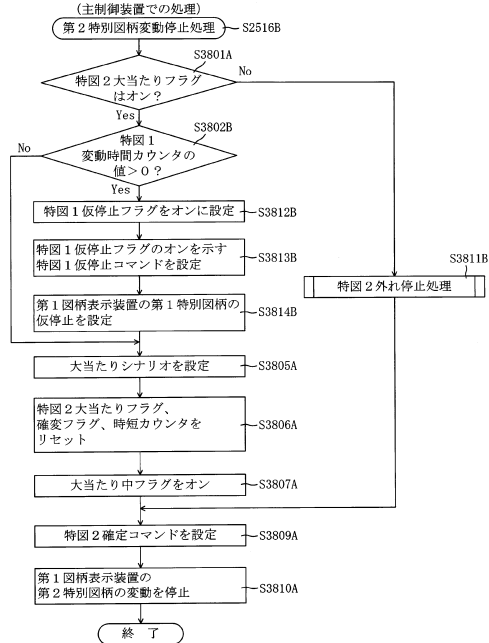 (主制御装置での処理)
第2特別図柄変動停止処理
S2516B
S3801A
特図2大当たりフラグ
はオン?
No
Yes
S3802B
特図1
変動時間カウンタの
値>0?
No
Yes
特図1仮停止フラグをオンに設定
S3812B
特図1仮停止フラグのオンを示す
特図1仮停止コマンドを設定
S3813B
S3811B
特図2外れ停止処理
第1図柄表示装置の第1特別図柄の
仮停止を設定
S3814B
大当たりシナリオを設定
S3805A
特図2大当たりフラグ、
確変フラグ、時短カウンタを
リセット
S3806A
大当たり中フラグをオン
S3807A
特図2確定コマンドを設定
S3809A
第1図柄表示装置の
第2特別図柄の変動を停止
S3810A
終 了